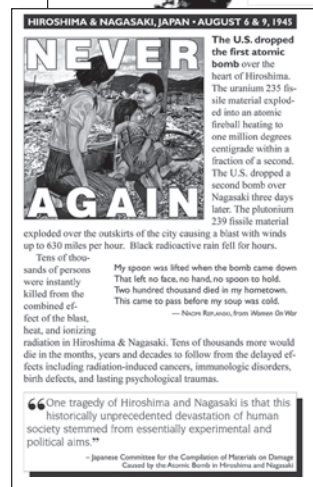 HIROSHIMA & NAGASAKI, JAPAN • AUGUST 6 & 9, 1945
NEVER
AGAIN
The U.S. dropped
the first atomic
bomb over the
heart of Hiroshima.
The uranium 235 fis-
sile material explod-
ed into an atomic
fireball heating to
one million degrees
centigrade within a
fraction of a second.
The U.S. dropped a
second bomb over
Nagasaki three days
later. The plutonium
239 fissile material
exploded over the outskirts of the city causing a blast with winds
up to 630 miles per hour. Black radioactive rain fell for hours.
Tens of thou-
sands of persons
were instantly
killed from the
combined ef-
fect of the blast,
heat, and ionizing
My spoon was lifted when the bomb came down
That left no face, no hand, no spoon to hold.
Two hundred thousand died in my hometown.
This came to pass before my soup was cold.
— NAOMI REPLANSKI, from Women On War
radiation in Hiroshima & Nagasaki. Tens of thousands more would
die in the months, years and decades to follow from the delayed ef-
fects including radiation-induced cancers, immunologic disorders,
birth defects, and lasting psychological traumas.
“One tragedy of Hiroshima and Nagasaki is that this
historically unprecedented devastation of human
society stemmed from essentially experimental and
political aims.”
– Japanese Committee for the Compilation of Materials on Damage
Caused by the Atomic Bomb in Hiroshima and Nagasaki